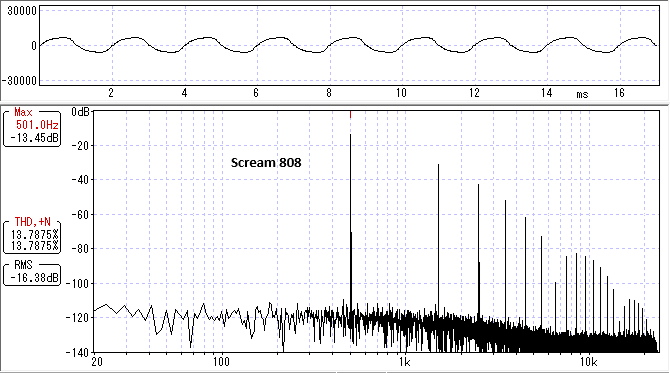 30000
0
-30000
2 4 6 8 10 12 14 ms 16
Max
501.0Hz
-13.45dB
0dB
-20
Scream 808
-40
THD,+N
13.7875%
13.7875%
-60
-80
RMS
-16.38dB
-100
-120
-140
20 100 1k 10k